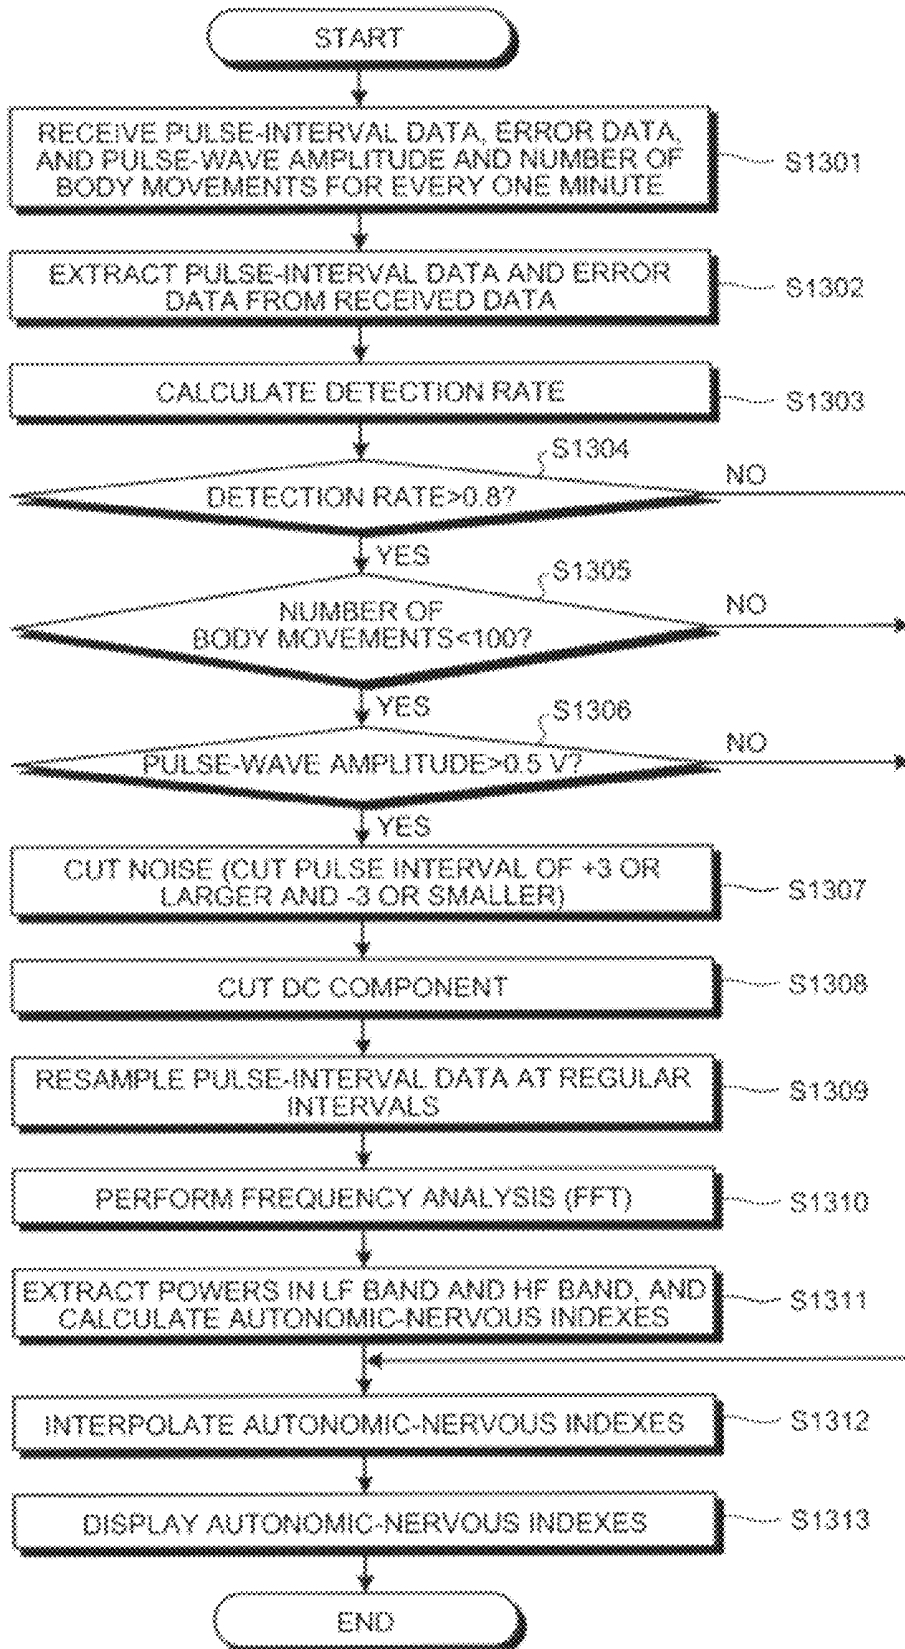 START
RECEIVE PULSE-INTERVAL DATA, ERROR DATA,
AND PULSE-WAVE AMPLITUDE AND NUMBER OF
BODY MOVEMENTS FOR EVERY ONE MINUTE
S1301
EXTRACT PULSE-INTERVAL DATA AND ERROR
DATA FROM RECEIVED DATA
S1302
CALCULATE DETECTION RATE
S1303
S1304
DETECTION RATE>0.8?
NO
YES
S1305
NUMBER OF
BODY MOVEMENTS<100?
NO
YES
S1306
PULSE-WAVE AMPLITUDE>0.5 V?
NO
YES
CUT NOISE (CUT PULSE INTERVAL OF +3 OR
LARGER AND -3 OR SMALLER)
S1307
CUT DC COMPONENT
S1308
RESAMPLE PULSE-INTERVAL DATA AT REGULAR
INTERVALS
S1309
PERFORM FREQUENCY ANALYSIS (FFT)
S1310
EXTRACT POWERS IN LF BAND AND HF BAND, AND
CALCULATE AUTONOMIC-NERVOUS INDEXES
S1311
INTERPOLATE AUTONOMIC-NERVOUS INDEXES
S1312
DISPLAY AUTONOMIC-NERVOUS INDEXES
S1313
END